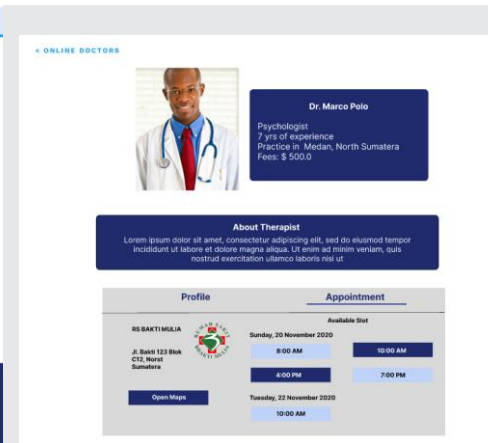 < ONLINE DOCTORS
Dr. Marco Polo
Psychologist
7 yrs of experience
Practice in Medan, North Sumatera
Fees: $ 500.0
About Therapist
Lorem ipsum dolor sit amet, consectetur adipiscing elit, sed do eiusmod tempor
incididunt ut labore et dolore magna aliqua. Ut enim ad minim veniam, quis
nostrud exercitation ullamco laboris nisi ut
Profile
Appointment
RS BAKTI MULIA
RUMAH SAKIT
BHAKTI MULIA
Jl. Bakti 123 Blok
C12, Norst
Sumatera
Open Maps
Available Slot
Sunday, 20 November 2020
8:00 AM
10:00 AM
4:00 PM
7:00 PM
Tuesday, 22 November 2020
10:00 AM